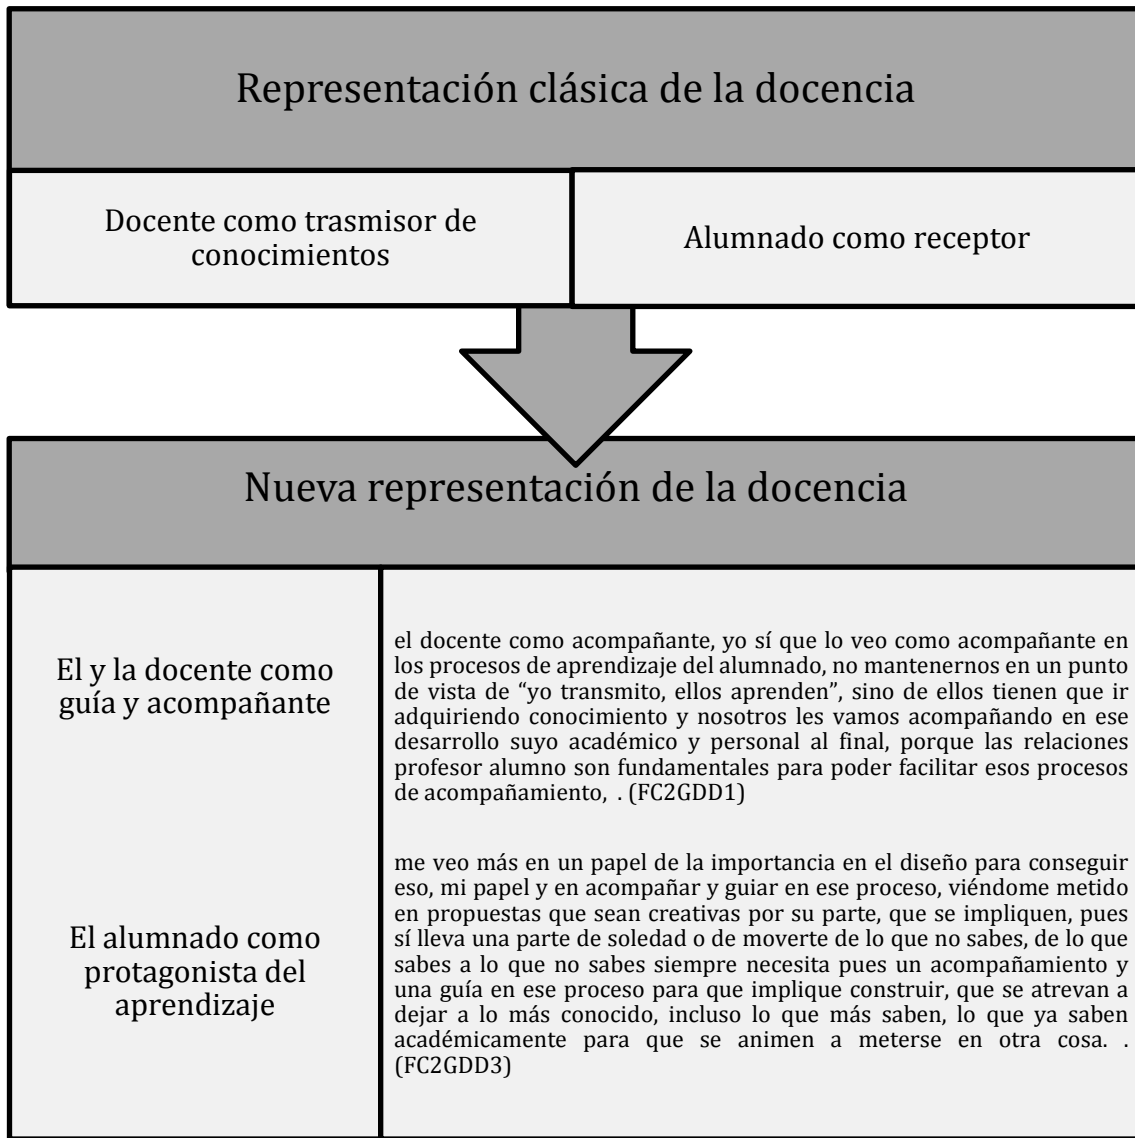 Representación clásica de la docencia
Docente como trasmisor de
conocimientos
Alumnado como receptor
Nueva representación de la docencia
El y la docente como
guía y acompañante
el docente como acompañante, yo sí que lo veo como acompañante en
los procesos de aprendizaje del alumnado, no mantenernos en un punto
de vista de “yo transmito, ellos aprenden”, sino de ellos tienen que ir
adquiriendo conocimiento y nosotros les vamos acompañando en ese
desarrollo suyo académico y personal al final, porque las relaciones
profesor alumno son fundamentales para poder facilitar esos procesos
de acompañamiento, . (FC2GDD1)
El alumnado como
protagonista del
aprendizaje
me veo más en un papel de la importancia en el diseño para conseguir
eso, mi papel y en acompañar y guiar en ese proceso, viéndome metido
en propuestas que sean creativas por su parte, que se impliquen, pues
sí lleva una parte de soledad o de moverte de lo que no sabes, de lo que
sabes a lo que no sabes siempre necesita pues un acompañamiento y
una guía en ese proceso para que implique construir, que se atrevan a
dejar a lo más conocido, incluso lo que más saben, lo que ya saben
académicamente para que se animen a meterse en otra cosa. .
(FC2GDD3)